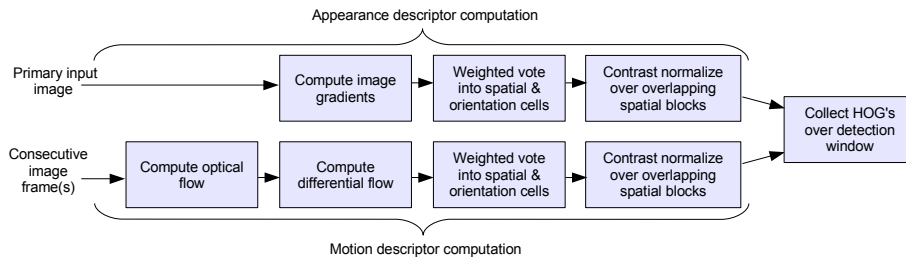 Appearance descriptor computation
Primary input
image
Compute image
gradients
Weighted vote
into spatial &
orientation cells
Contrast normalize
over overlapping
spatial blocks
Collect HOG's
over detection
window
Consecutive
image
frame(s)
Compute optical
flow
Compute
differential flow
Weighted vote
into spatial &
orientation cells
Contrast normalize
over overlapping
spatial blocks
Motion descriptor computation